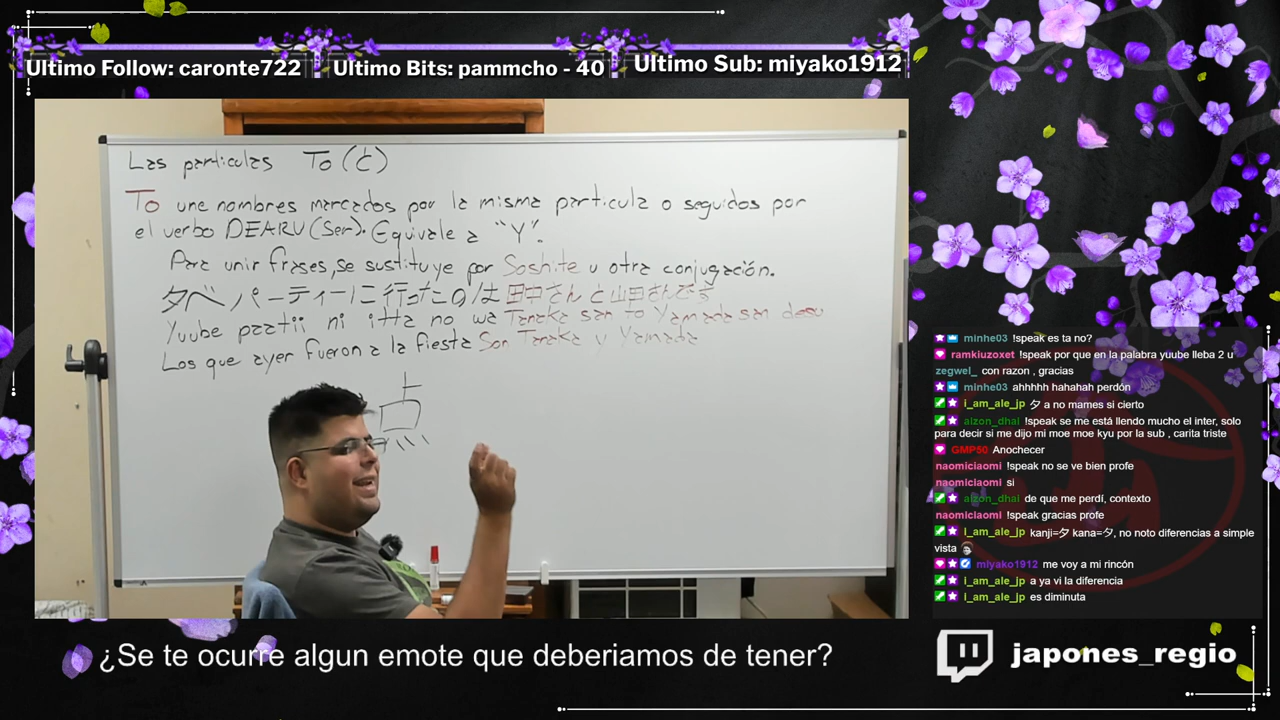 Ultimo Follow: caronte722
Ultimo Bits: pammcho - 40
Ultimo Sub: miyako1912
Las particulas To (と)
To une nombres marcados por la misma particula o seguidos por
el verbo DEARU (Ser). Equivale a "Y".
Para unir frases, se sustituye por Soshite u otra conjugación.
夕べ パーティーに行ったのは田中さんと山田さんです
Yuube paatii ni itta no wa Tanaka san to Yamada san desu
Los que ayer fueron a la fiesta Son Tanaka y Yamada
minhe03 !speak es ta no?
ramkiuzoxet !speak por que en la palabra yuube lleba 2 u
zegwel_ con razon , gracias
minhe03 ahhhhh hahahah perdón
i_am_ale_jp 夕 a no mames si cierto
aizon_dhai !speak se me está llendo mucho el inter, solo
para decir si me dijo mi moe moe kyu por la sub , carita triste
GMP50 Anochecer
naomiciaomi !speak no se ve bien profe
naomiciaomi si
aizon_dhai de que me perdí, contexto
naomiciaomi !speak gracias profe
i_am_ale_jp kanji=夕 kana=タ, no noto diferencias a simple
vista
miyako1912 me voy a mi rincón
i_am_ale_jp a ya vi la diferencia
i_am_ale_jp es diminuta
¿Se te ocurre algun emote que deberiamos de tener?
japones_regio